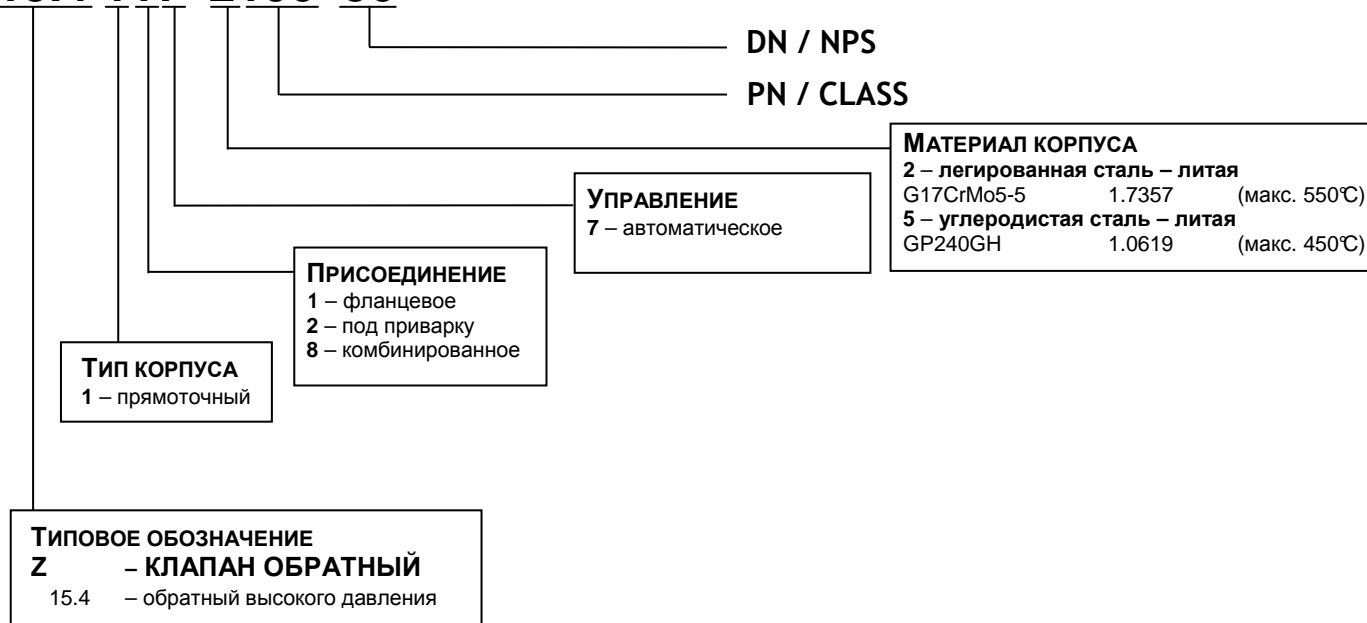 DN / NPS
PN / CLASS
МАТЕРИАЛ КОРПУСА
2 – легированная сталь – литая
G17CrMo5-5 1.7357 (макс. 550°C)
5 – углеродистая сталь – литая
GP240GH 1.0619 (макс. 450°C)
УПРАВЛЕНИЕ
7 – автоматическое
ПРИСОЕДИНЕНИЕ
1 – фланцевое
2 – под приварку
8 – комбинированное
ТИП КОРПУСА
1 – прямоточный
ТИПОВОЕ ОБОЗНАЧЕНИЕ
Z – КЛАПАН ОБРАТНЫЙ
15.4 – обратный высокого давления